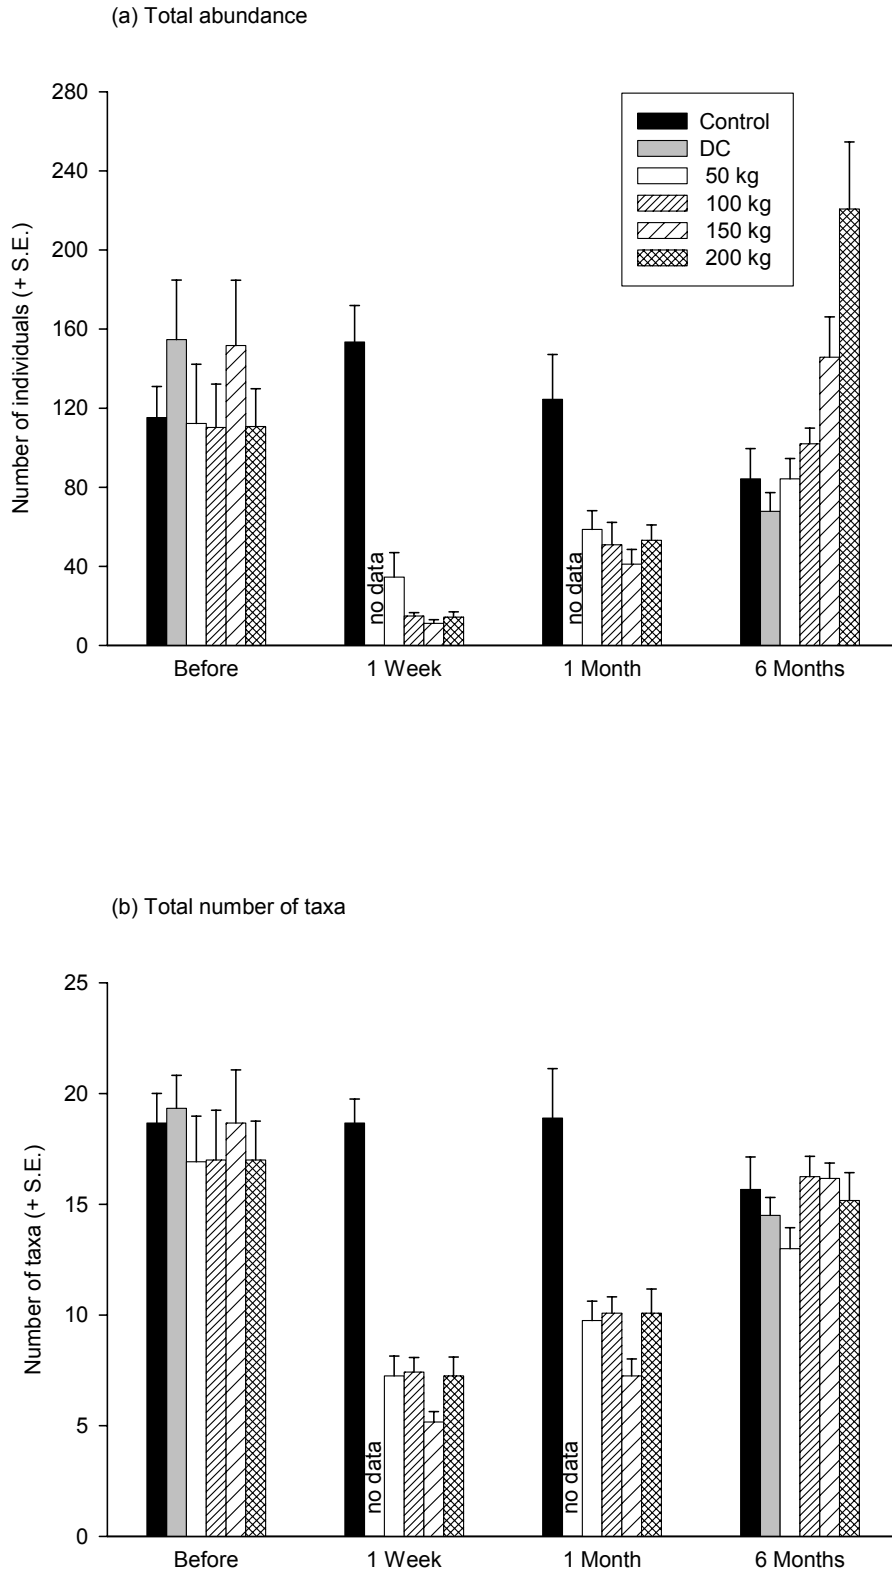 (a) Total abundance
280
240
200
160
120
80
40
0
Number of individuals (+ S.E.)
Control
DC
50 kg
100 kg
150 kg
200 kg
no data
no data
Before
1 Week
1 Month
6 Months
(b) Total number of taxa
25
20
15
10
5
0
Number of taxa (+ S.E.)
no data
no data
Before
1 Week
1 Month
6 Months